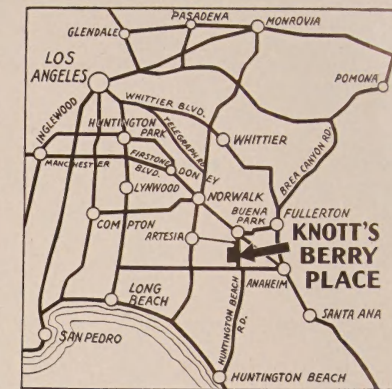 PASADENA
GLENDALE
MONROVIA
LOS
ANGELES
POMONA
INGLEWOOD
WHITTIER BLVD.
HUNTINGTON
PARK
TELEGRAPH RD.
WHITTIER
BREA CANYON RD.
MANCHESTER
FIRESTONE
BLVD.
DOWNEY
LYNWOOD
NORWALK
BUENA
PARK
FULLERTON
COMPTON
ARTESIA
KNOTT'S
BERRY
PLACE
ANAHEIM
LONG
BEACH
HUNTINGTON BEACH
RD.
SANTA ANA
SAN PEDRO
HUNTINGTON BEACH